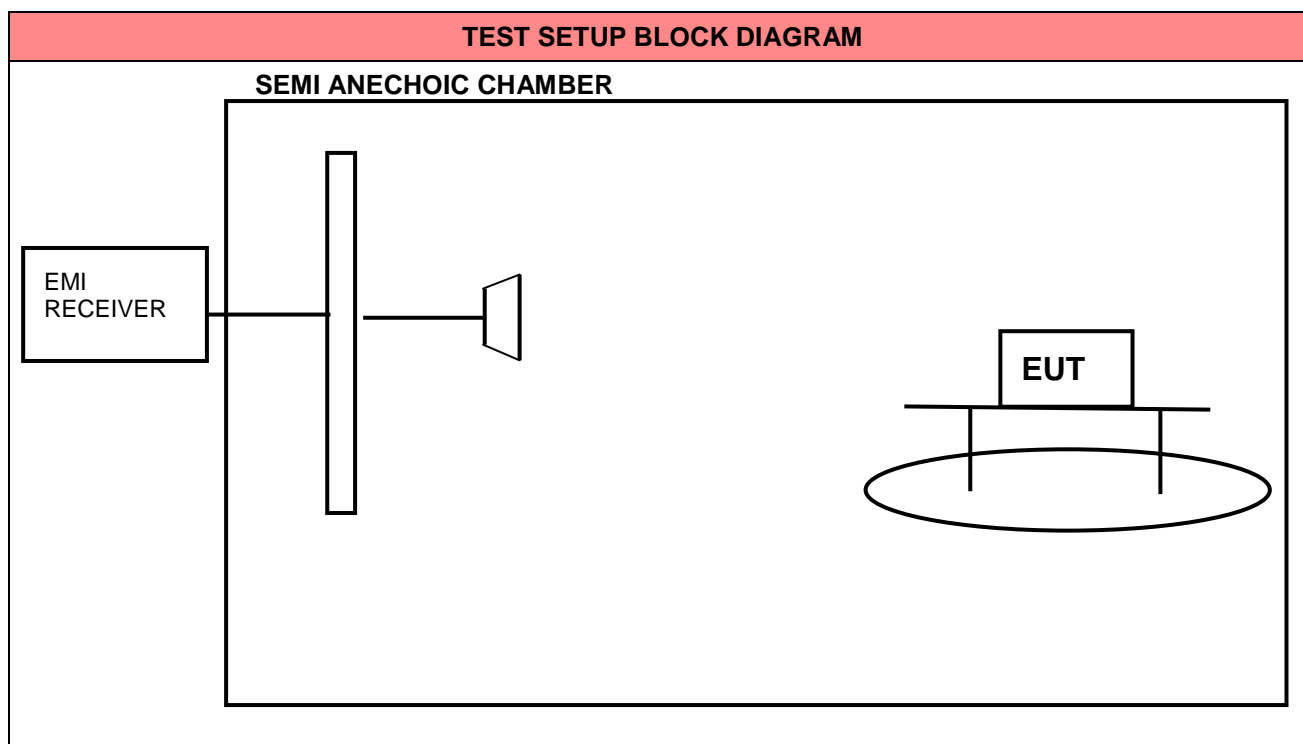 TEST SETUP BLOCK DIAGRAM
SEMI ANECHOIC CHAMBER
EMI
RECEIVER
EUT